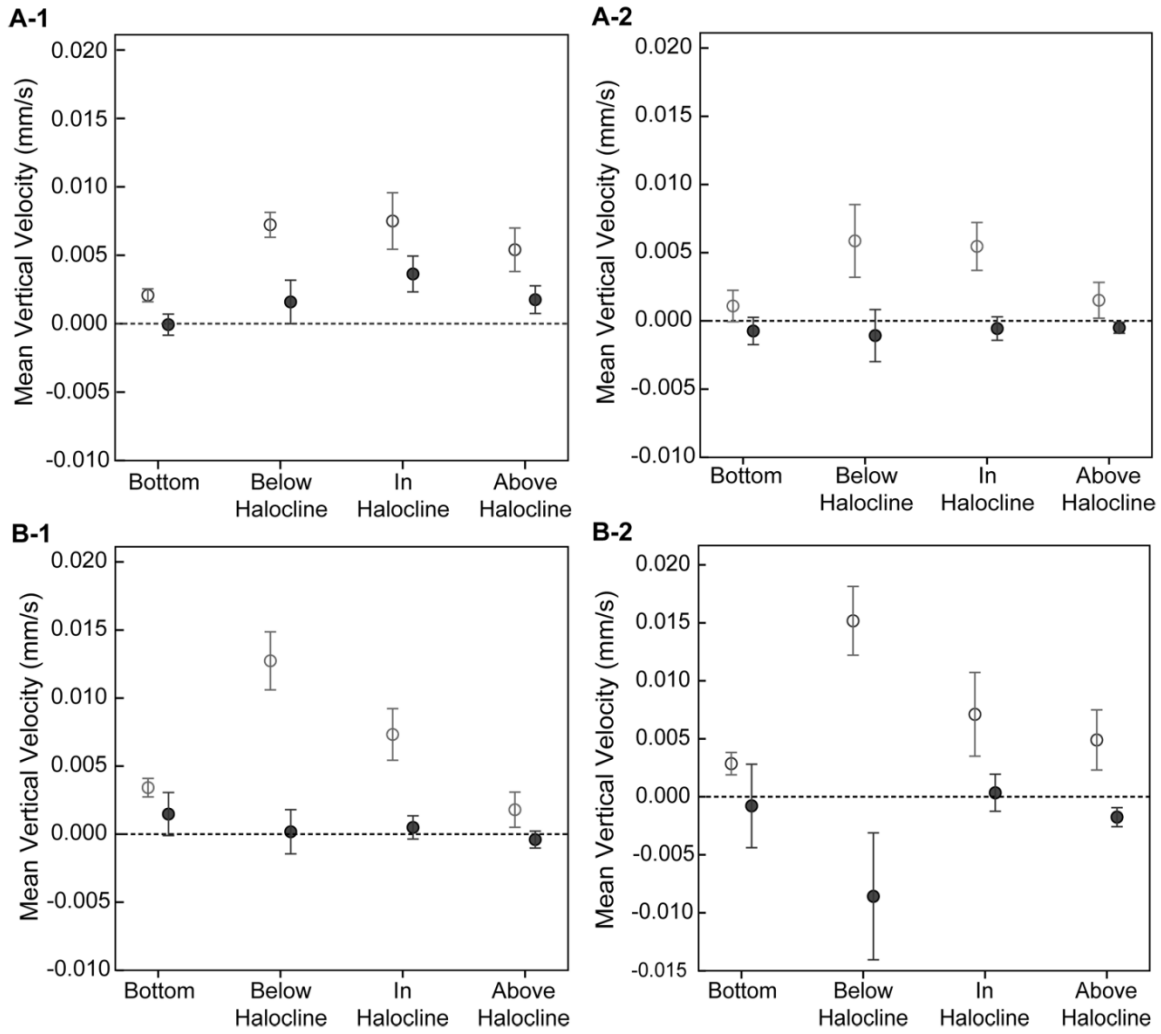 A-1
Mean Vertical Velocity (mm/s)
0.020
0.015
0.010
0.005
0.000
-0.005
-0.010
Bottom
Below
Halocline
In
Halocline
Above
Halocline
A-2
Mean Vertical Velocity (mm/s)
0.020
0.015
0.010
0.005
0.000
-0.005
-0.010
Bottom
Below
Halocline
In
Halocline
Above
Halocline
B-1
Mean Vertical Velocity (mm/s)
0.020
0.015
0.010
0.005
0.000
-0.005
-0.010
Bottom
Below
Halocline
In
Halocline
Above
Halocline
B-2
Mean Vertical Velocity (mm/s)
0.020
0.015
0.010
0.005
0.000
-0.005
-0.010
-0.015
Bottom
Below
Halocline
In
Halocline
Above
Halocline